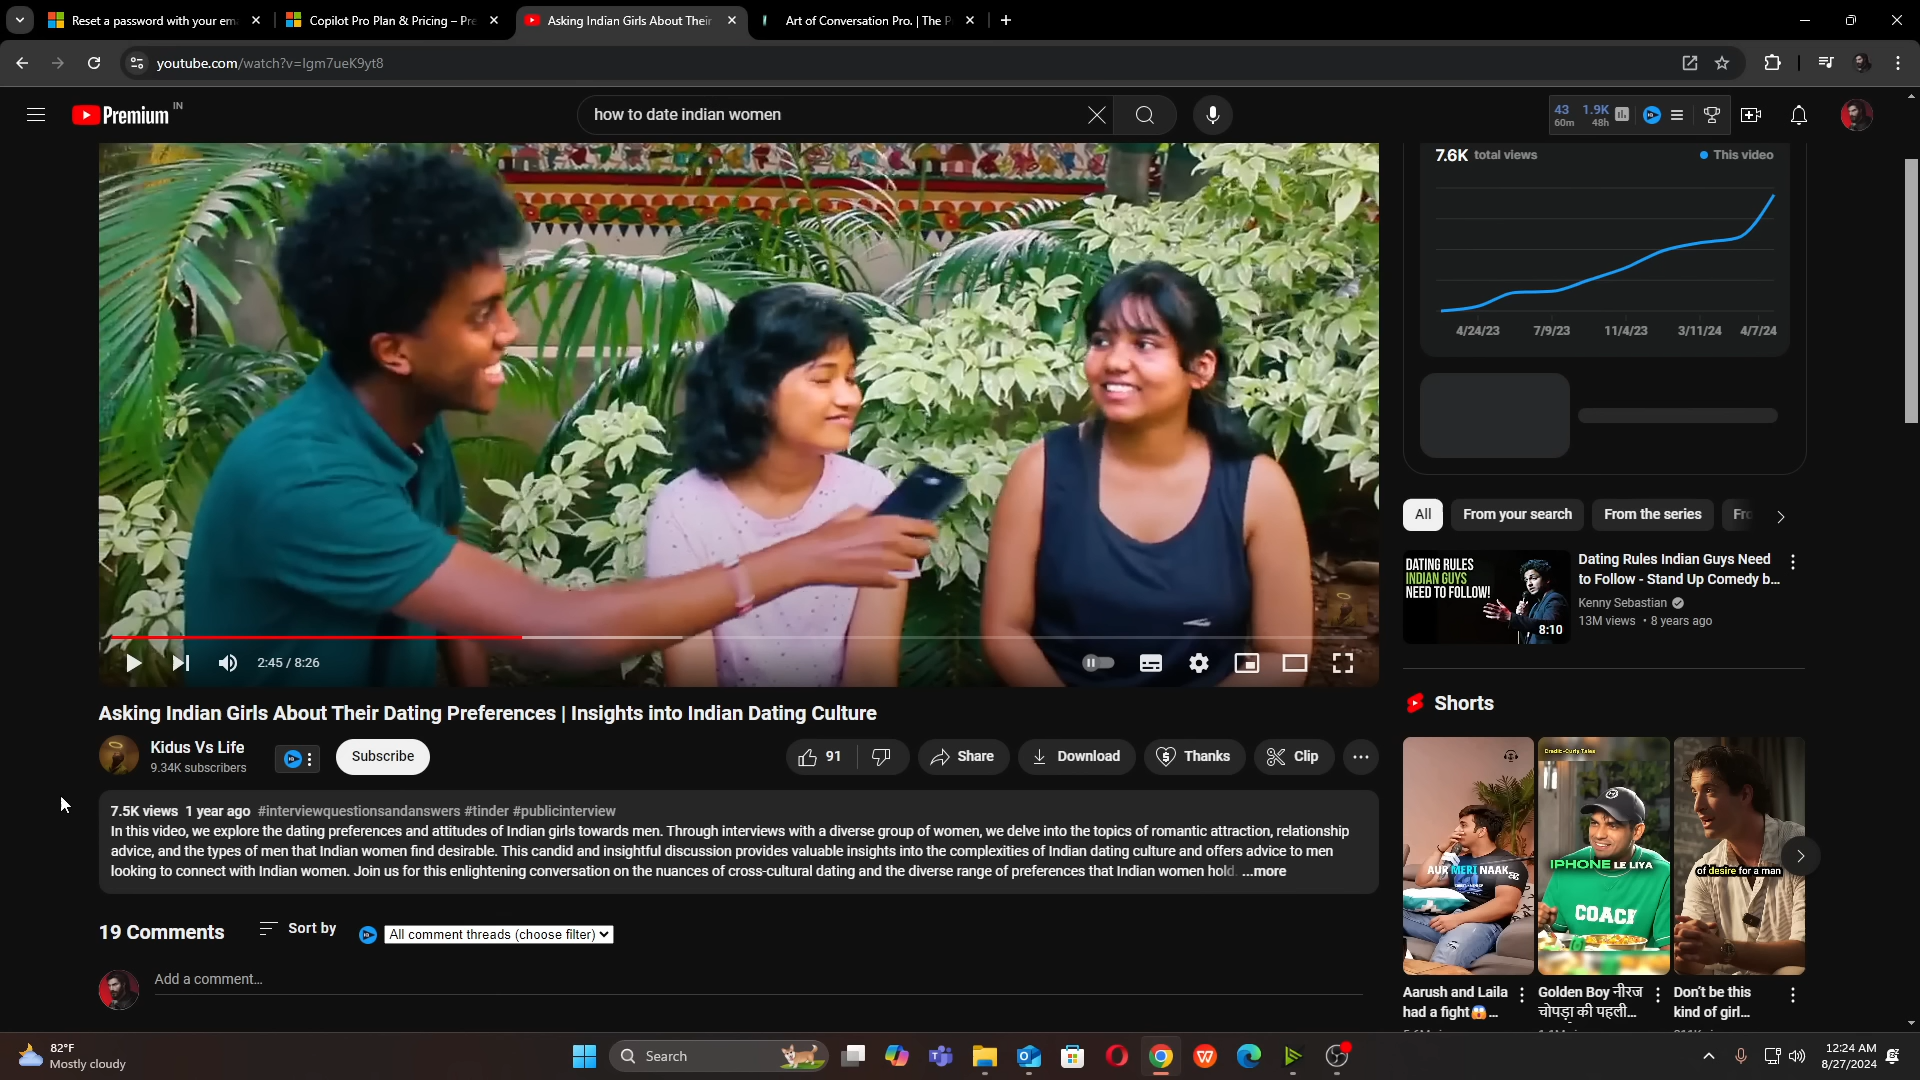 Reset a password with your em
Copilot Pro Plan & Pricing – Pre
Asking Indian Girls About Their
Art of Conversation Pro. | The P
youtube.com/watch?v=lgm7ueK9yt8
Premium IN
how to date indian women
43 1.9K
60m 48h
7.6K total views
This video
4/24/23 7/9/23 11/4/23 3/11/24 4/7/24
2:45 / 8:26
All
From your search
From the series
Fro
DATING RULES
INDIAN GUYS
NEED TO FOLLOW!
8:10
Dating Rules Indian Guys Need
to Follow - Stand Up Comedy b...
Kenny Sebastian
13M views • 8 years ago
Asking Indian Girls About Their Dating Preferences | Insights into Indian Dating Culture
Kidus Vs Life
9.34K subscribers
Subscribe
91
Share
Download
Thanks
Clip
7.5K views 1 year ago #interviewquestionsandanswers #tinder #publicinterview
In this video, we explore the dating preferences and attitudes of Indian girls towards men. Through interviews with a diverse group of women, we delve into the topics of romantic attraction, relationship
advice, and the types of men that Indian women find desirable. This candid and insightful discussion provides valuable insights into the complexities of Indian dating culture and offers advice to men
looking to connect with Indian women. Join us for this enlightening conversation on the nuances of cross-cultural dating and the diverse range of preferences that Indian women hold. ...more
19 Comments
Sort by
All comment threads (choose filter)
Add a comment...
Shorts
AUR MERI NAAK
Credit:-Curly Tales
IPHONE LE LIYA
COACH
of desire for a man
Aarush and Laila
had a fight😱...
Golden Boy नीरज
चोपड़ा की पहली...
Don't be this
kind of girl...
82°F
Mostly cloudy
Search
12:24 AM
8/27/2024